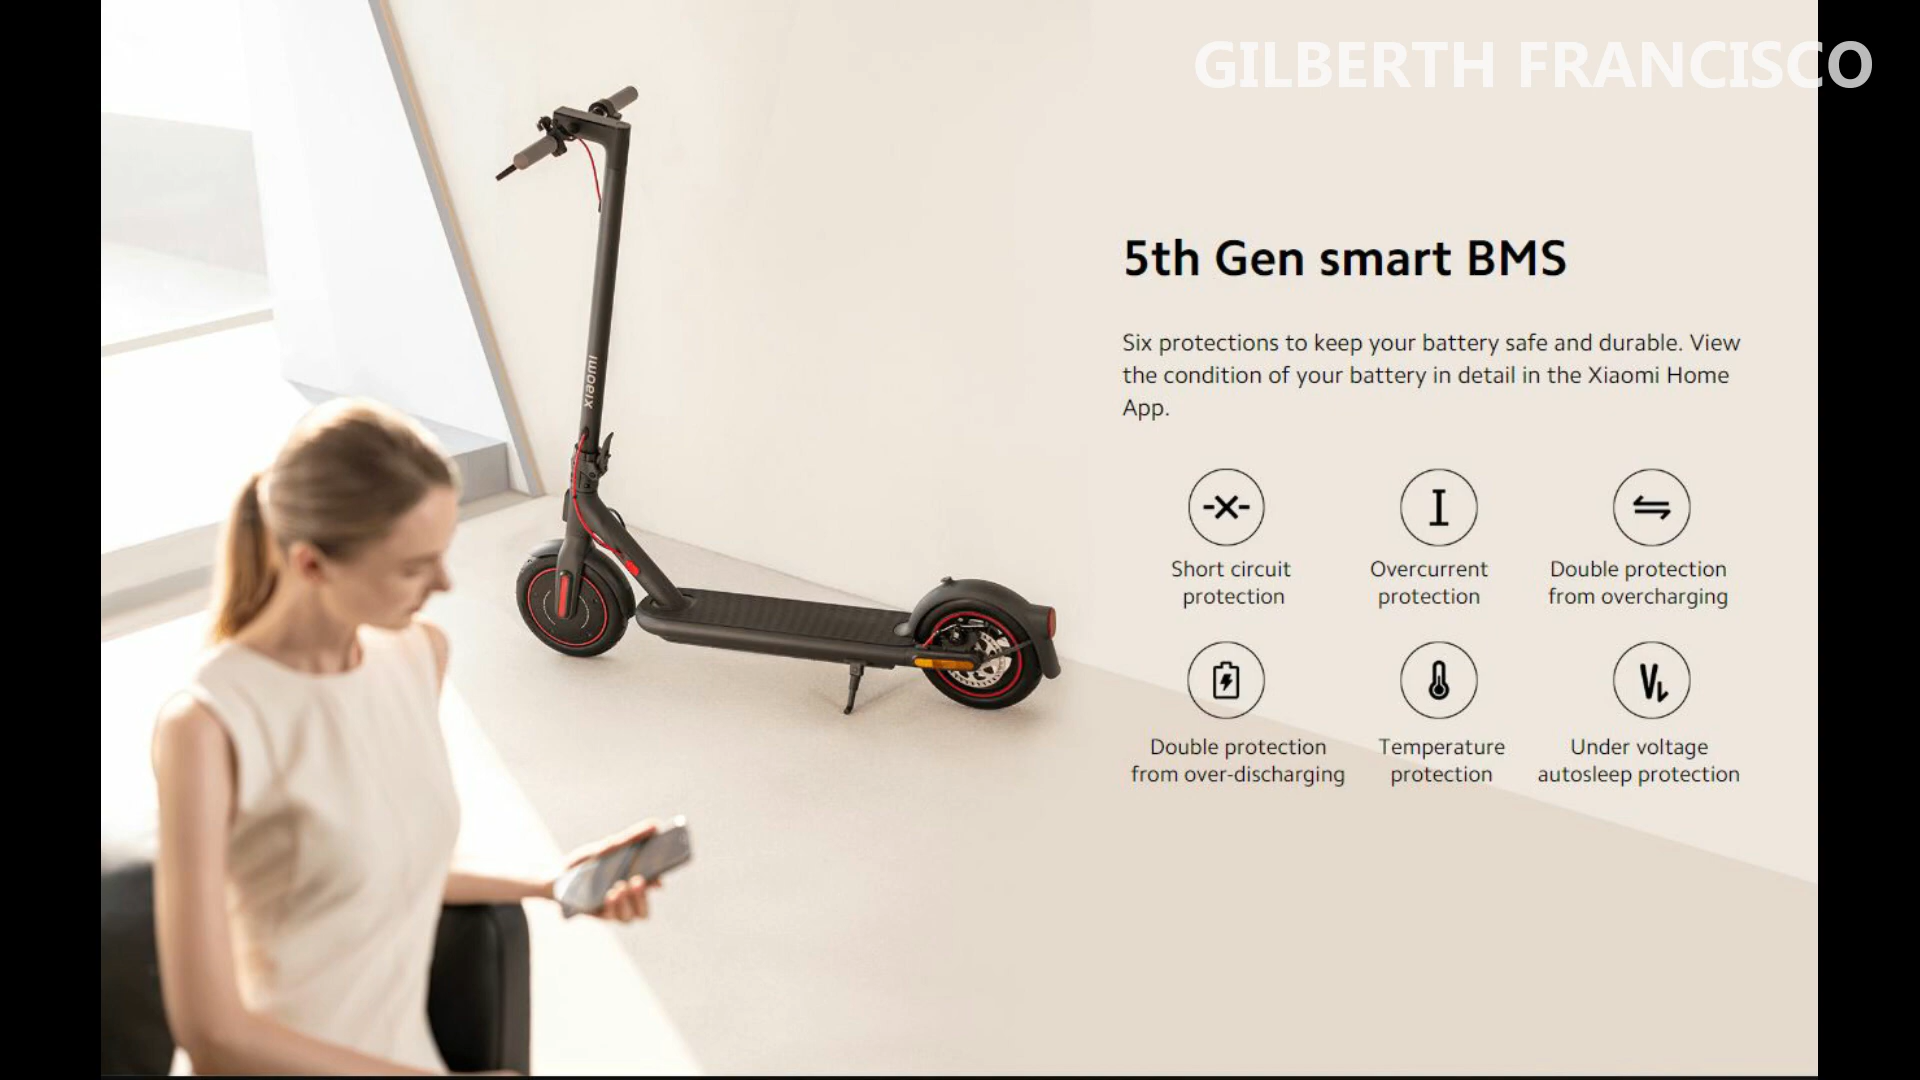 GILBERTH FRANCISCO
xiaomi
5th Gen smart BMS
Six protections to keep your battery safe and durable. View
the condition of your battery in detail in the Xiaomi Home
App.
Short circuit
protection
Overcurrent
protection
Double protection
from overcharging
Double protection
from over-discharging
Temperature
protection
Under voltage
autosleep protection